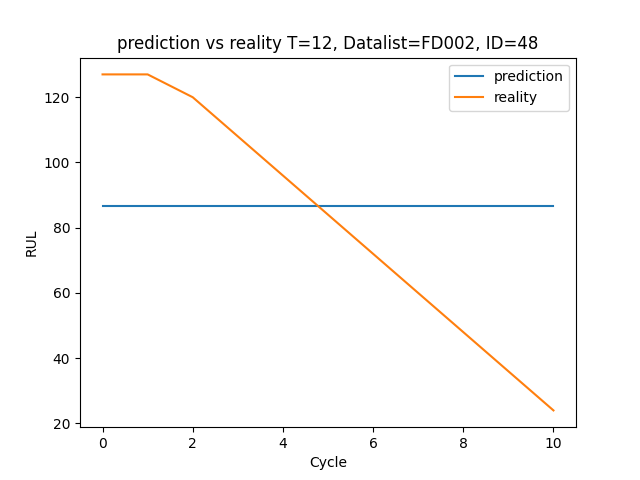 prediction vs reality T=12, Datalist=FD002, ID=48
prediction
reality
120
100
80
60
40
20
RUL
0 2 4 6 8 10
Cycle